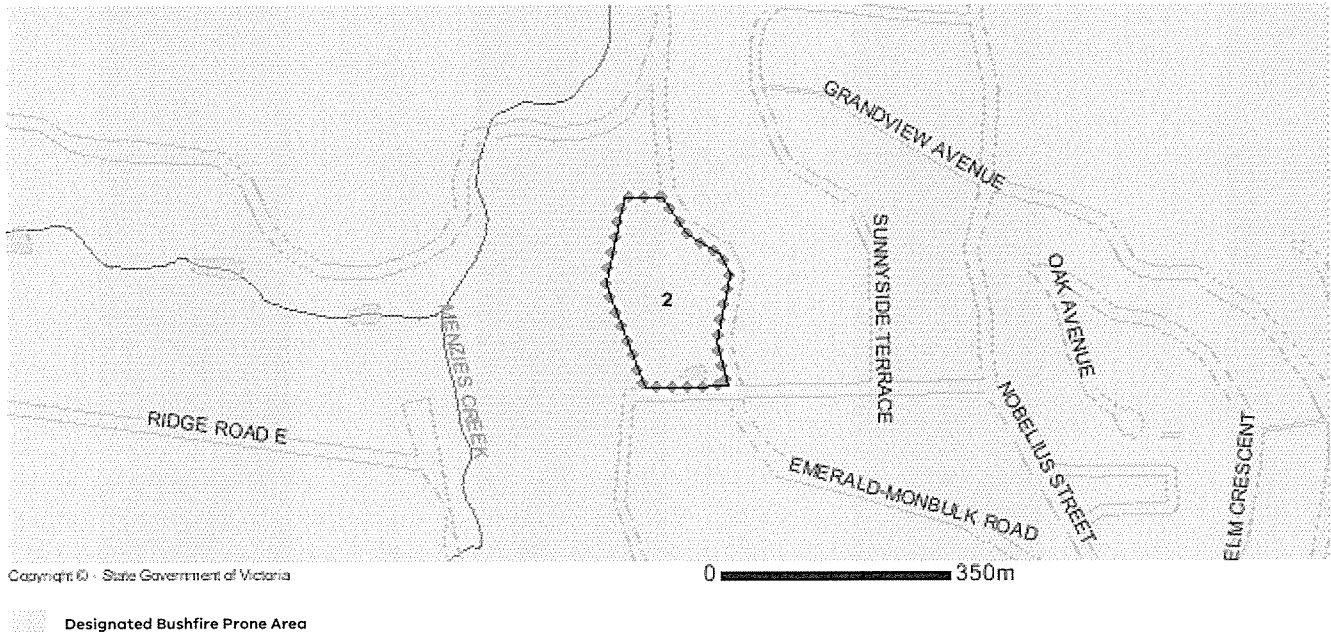 GRANDVIEW AVENUE
SUNNYSIDE TERRACE
OAK AVENUE
2
MENZIES CREEK
RIDGE ROAD E
NOBELIUS STREET
EMERALD-MONBULK ROAD
ELM CRESCENT
Copyright © - State Government of Victoria
0 350m
Designated Bushfire Prone Area